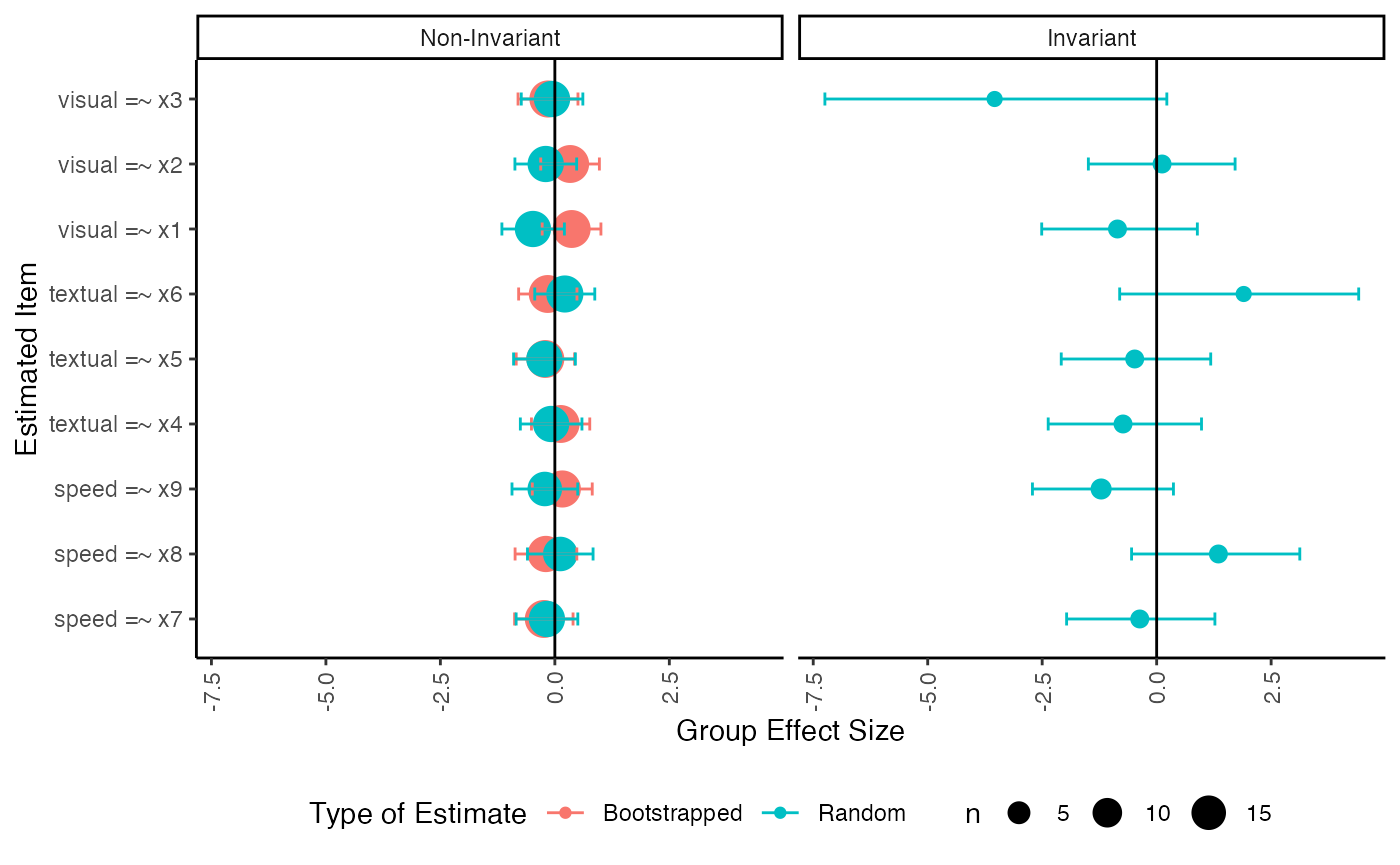 Non-Invariant
Invariant
Estimated Item
visual =~ x3
visual =~ x2
visual =~ x1
textual =~ x6
textual =~ x5
textual =~ x4
speed =~ x9
speed =~ x8
speed =~ x7
-7.5 -5.0 -2.5 0.0 2.5
-7.5 -5.0 -2.5 0.0 2.5
Group Effect Size
Type of Estimate Bootstrapped Random n 5 10 15